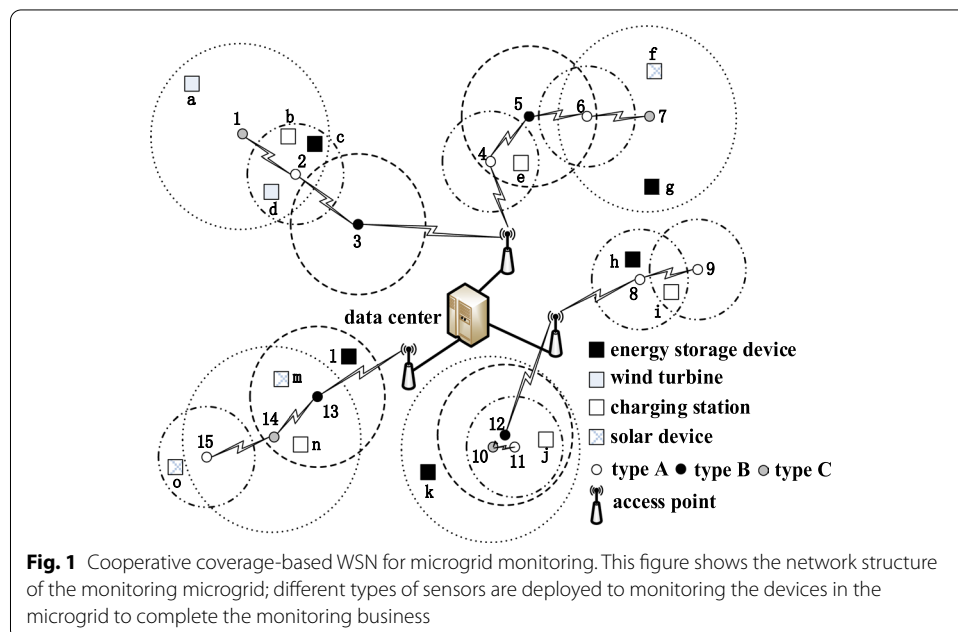 f
a
1
b
c
2
d
3
5
6
7
4
e
g
h
8
9
i
data center
l
m
13
14
n
15
o
12
10
11
j
k
energy storage device
wind turbine
charging station
solar device
type A type B type C
access point
Fig. 1 Cooperative coverage-based WSN for microgrid monitoring. This figure shows the network structure
of the monitoring microgrid; different types of sensors are deployed to monitoring the devices in the
microgrid to complete the monitoring business